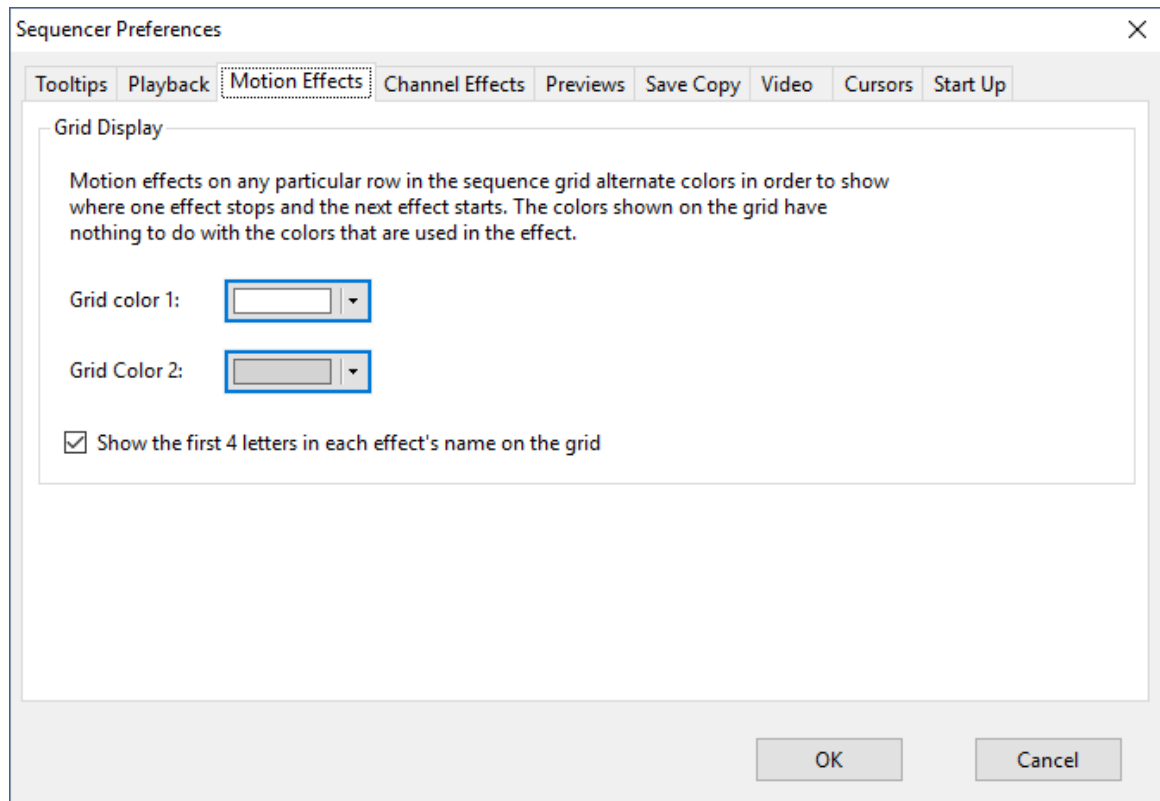 Sequencer Preferences
Tooltips Playback Motion Effects Channel Effects Previews Save Copy Video Cursors Start Up
Grid Display
Motion effects on any particular row in the sequence grid alternate colors in order to show
where one effect stops and the next effect starts. The colors shown on the grid have
nothing to do with the colors that are used in the effect.
Grid color 1:
Grid Color 2:
Show the first 4 letters in each effect's name on the grid
OK Cancel